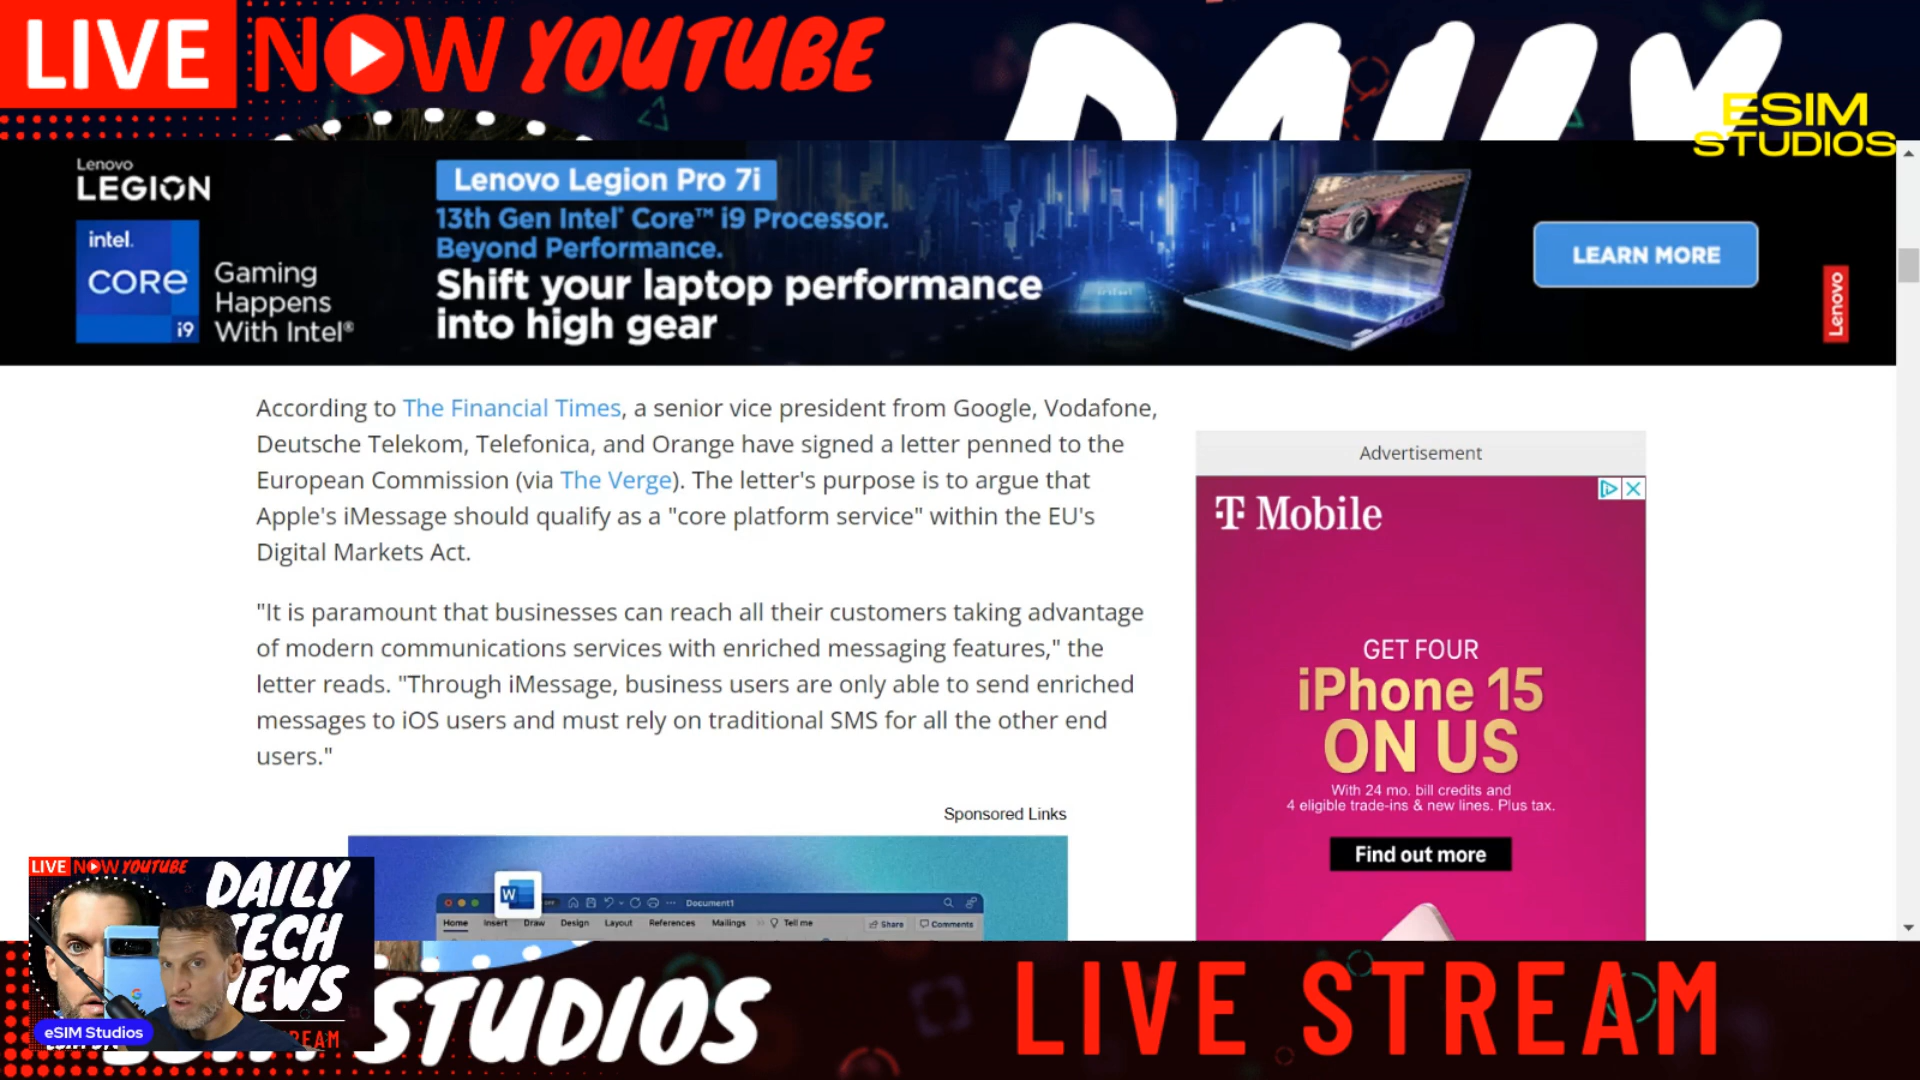 LIVE NOW YOUTUBE
DAILY
ESIM
STUDIOS
Lenovo
LEGION
intel.
CORE
i9
Gaming
Happens
With Intel®
Lenovo Legion Pro 7i
13th Gen Intel® Core™ i9 Processor.
Beyond Performance.
Shift your laptop performance
into high gear
intel
LEARN MORE
Lenovo
According to The Financial Times, a senior vice president from Google, Vodafone,
Deutsche Telekom, Telefonica, and Orange have signed a letter penned to the
European Commission (via The Verge). The letter's purpose is to argue that
Apple's iMessage should qualify as a "core platform service" within the EU's
Digital Markets Act.
"It is paramount that businesses can reach all their customers taking advantage
of modern communications services with enriched messaging features," the
letter reads. "Through iMessage, business users are only able to send enriched
messages to iOS users and must rely on traditional SMS for all the other end
users."
Advertisement
T Mobile
GET FOUR
iPhone 15
ON US
With 24 mo. bill credits and
4 eligible trade-ins & new lines. Plus tax.
Find out more
Sponsored Links
W
OFF
Document1
Home Insert Draw Design Layout References Mailings Tell me Share Comments
LIVE NOW YOUTUBE
DAILY
TECH
NEWS
G
eSIM Studios
STUDIOS
LIVE STREAM